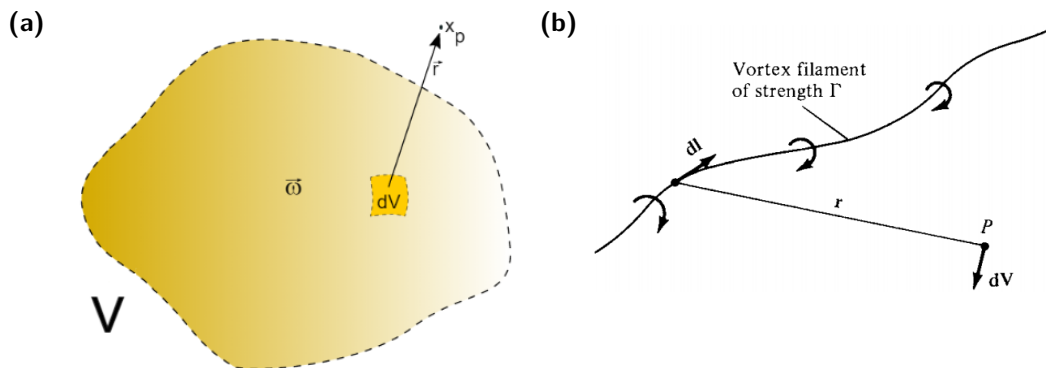 (a)
x_p
r⃗
ω⃗
dV
V
(b)
Vortex filament
of strength Γ
dl
r
P
dV